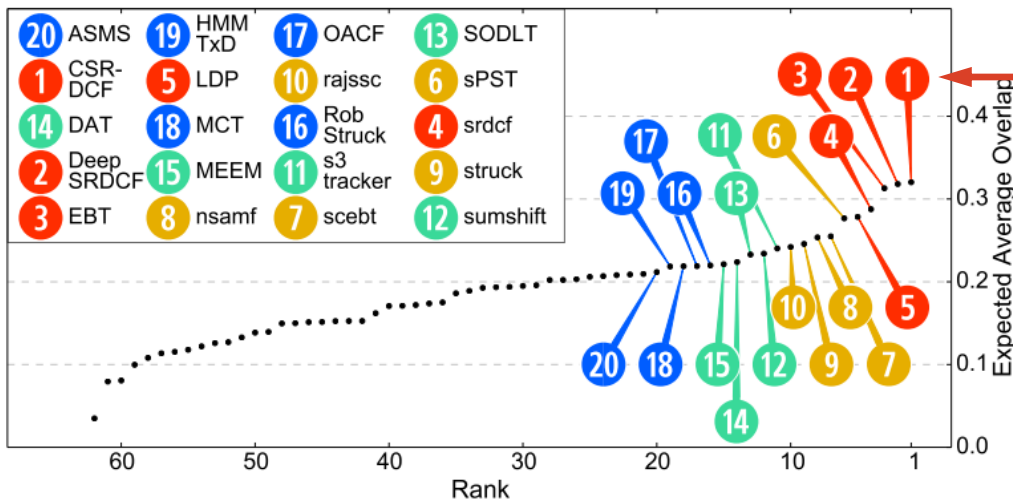 20 ASMS 19 HMM TxD 17 OACF 13 SODLT
1 CSR-DCF 5 LDP 10 rajssc 6 sPST
14 DAT 18 MCT 16 Rob Struck 4 srdcf
2 Deep SRDCF 15 MEEM 11 s3 tracker 9 struck
3 EBT 8 nsamf 7 scebt 12 sumshift
3 2 1
17 11 6 4
19 16 13
10 8 5
20 18 15 12 9 7
14
0.4
0.3
0.2
0.1
0.0
Expected Average Overlap
60 50 40 30 20 10 1
Rank